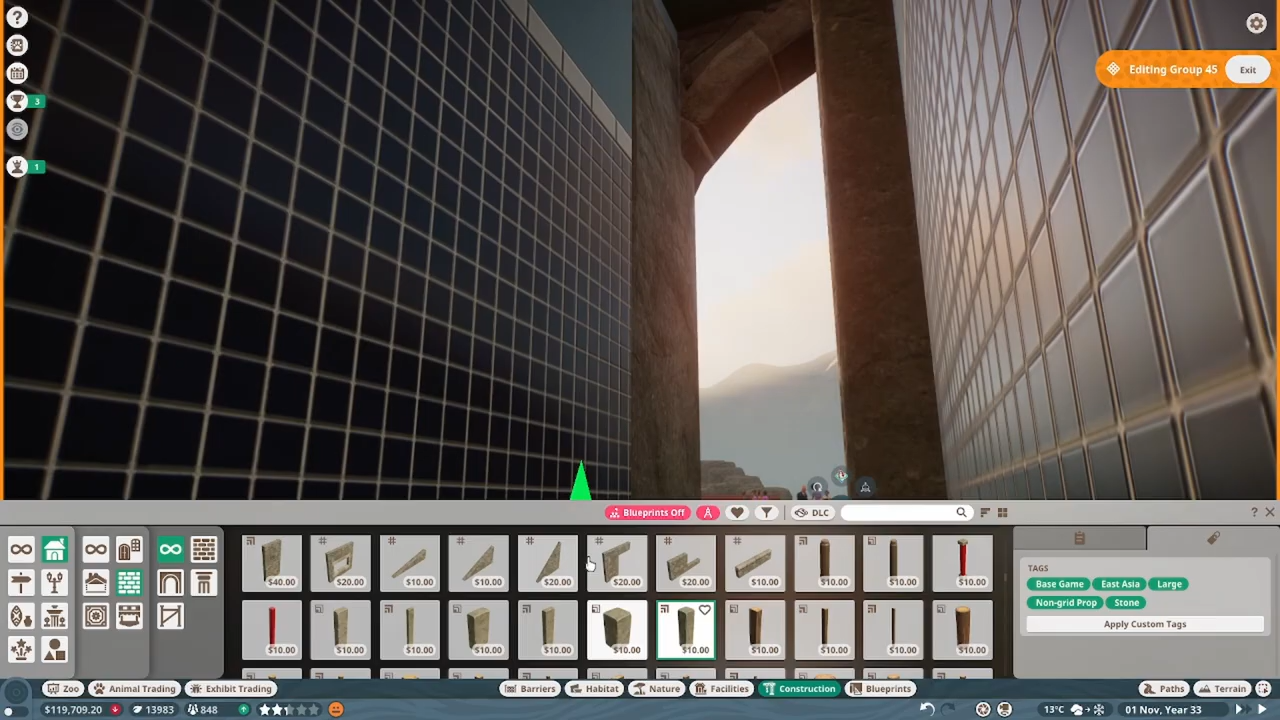 ?
Editing Group 45 Exit
3
1
Blueprints Off DLC
? ×
$40.00 $20.00 $10.00 $10.00 $20.00 $20.00 $20.00 $10.00 $10.00 $10.00 $10.00
$10.00 $10.00 $10.00 $10.00 $10.00 $10.00 $10.00 $10.00 $10.00 $10.00 $10.00
TAGS
Base Game East Asia Large
Non-grid Prop Stone
Apply Custom Tags
Zoo Animal Trading Exhibit Trading Barriers Habitat Nature Facilities Construction Blueprints Paths Terrain
$119,709.20 13983 848 13°C 01 Nov, Year 33